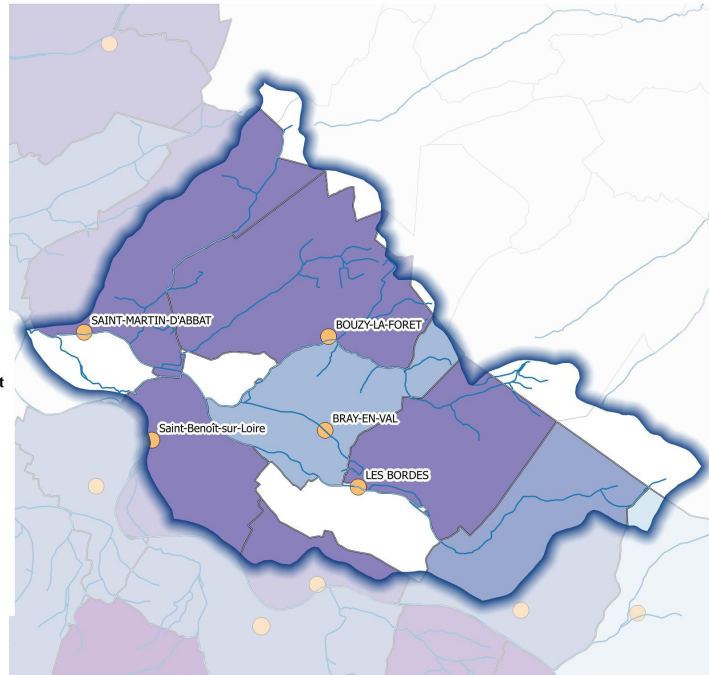 SAINT-MARTIN-D'ABBAT
BOUZY-LA-FORET
t
BRAY-EN-VAL
Saint-Benoît-sur-Loire
LES BORDES